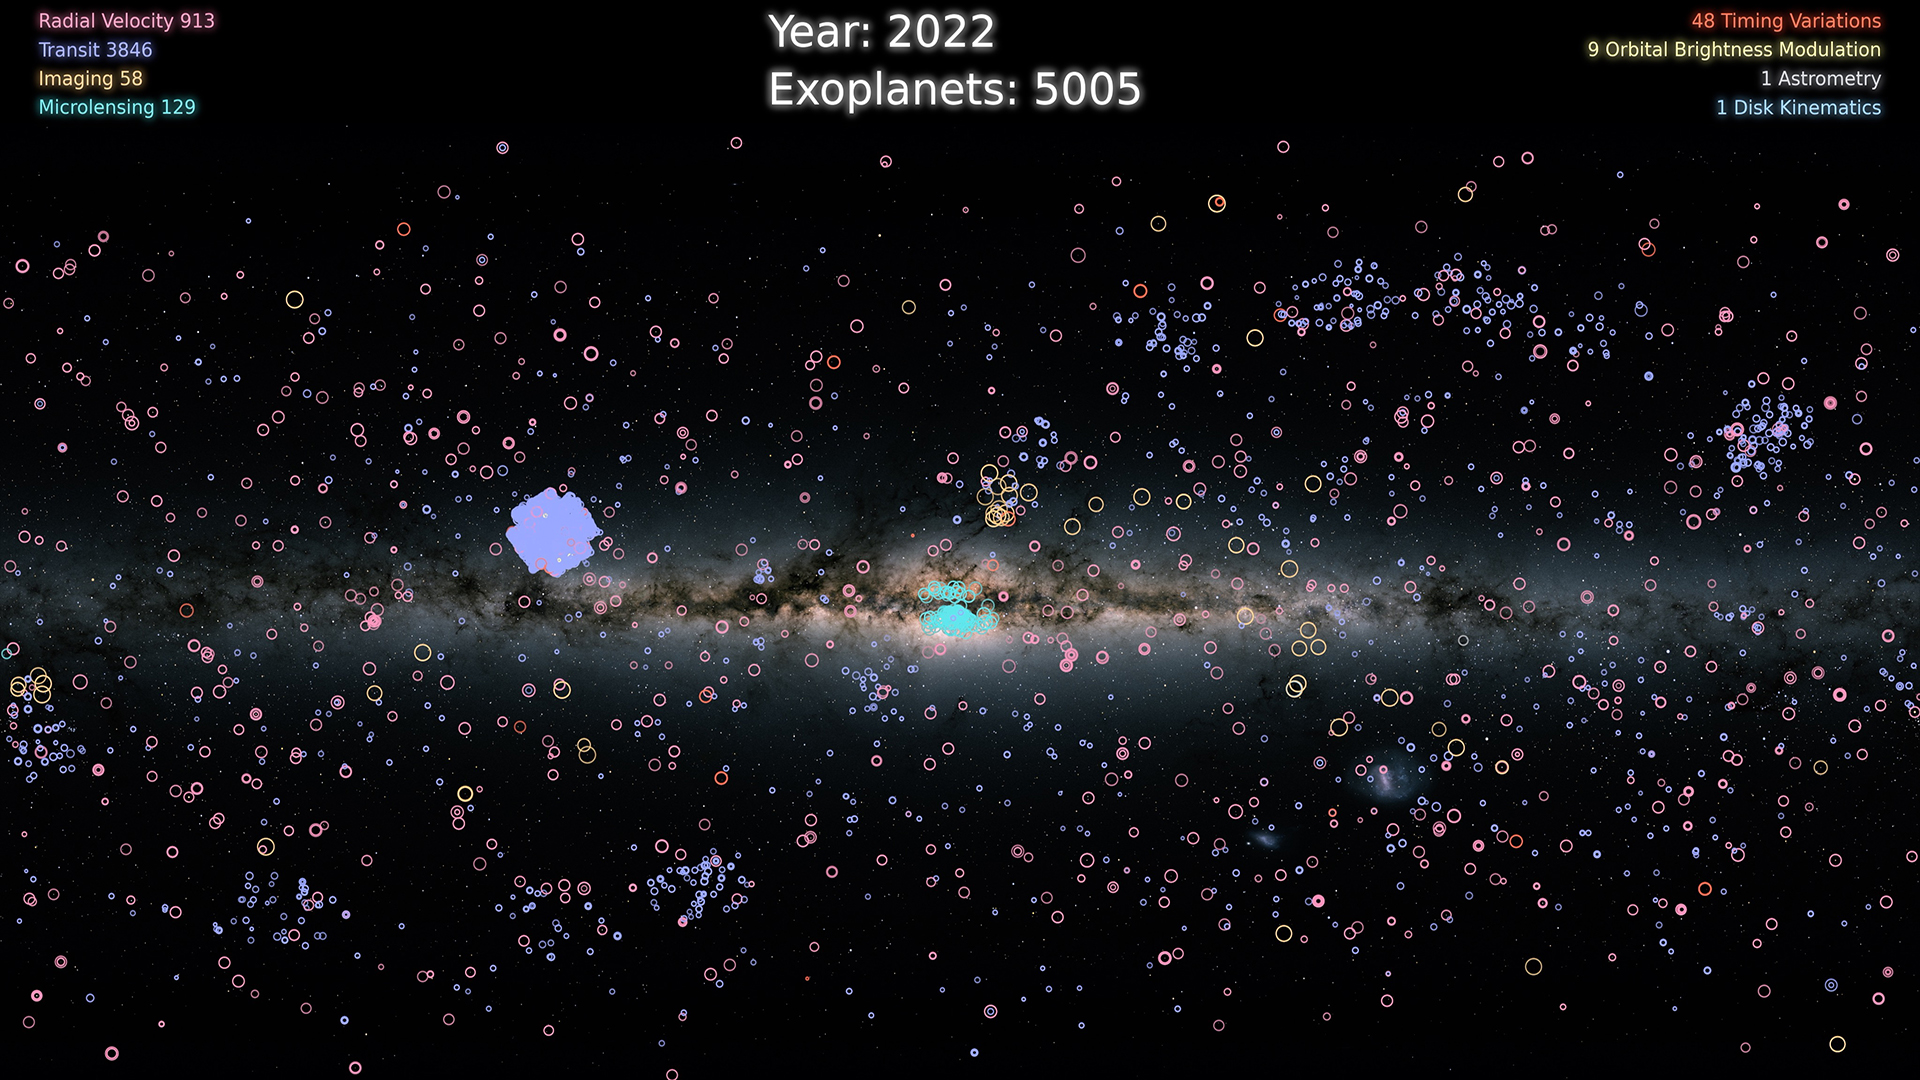 Radial Velocity 913
Transit 3846
Imaging 58
Microlensing 129
Year: 2022
Exoplanets: 5005
48 Timing Variations
9 Orbital Brightness Modulation
1 Astrometry
1 Disk Kinematics